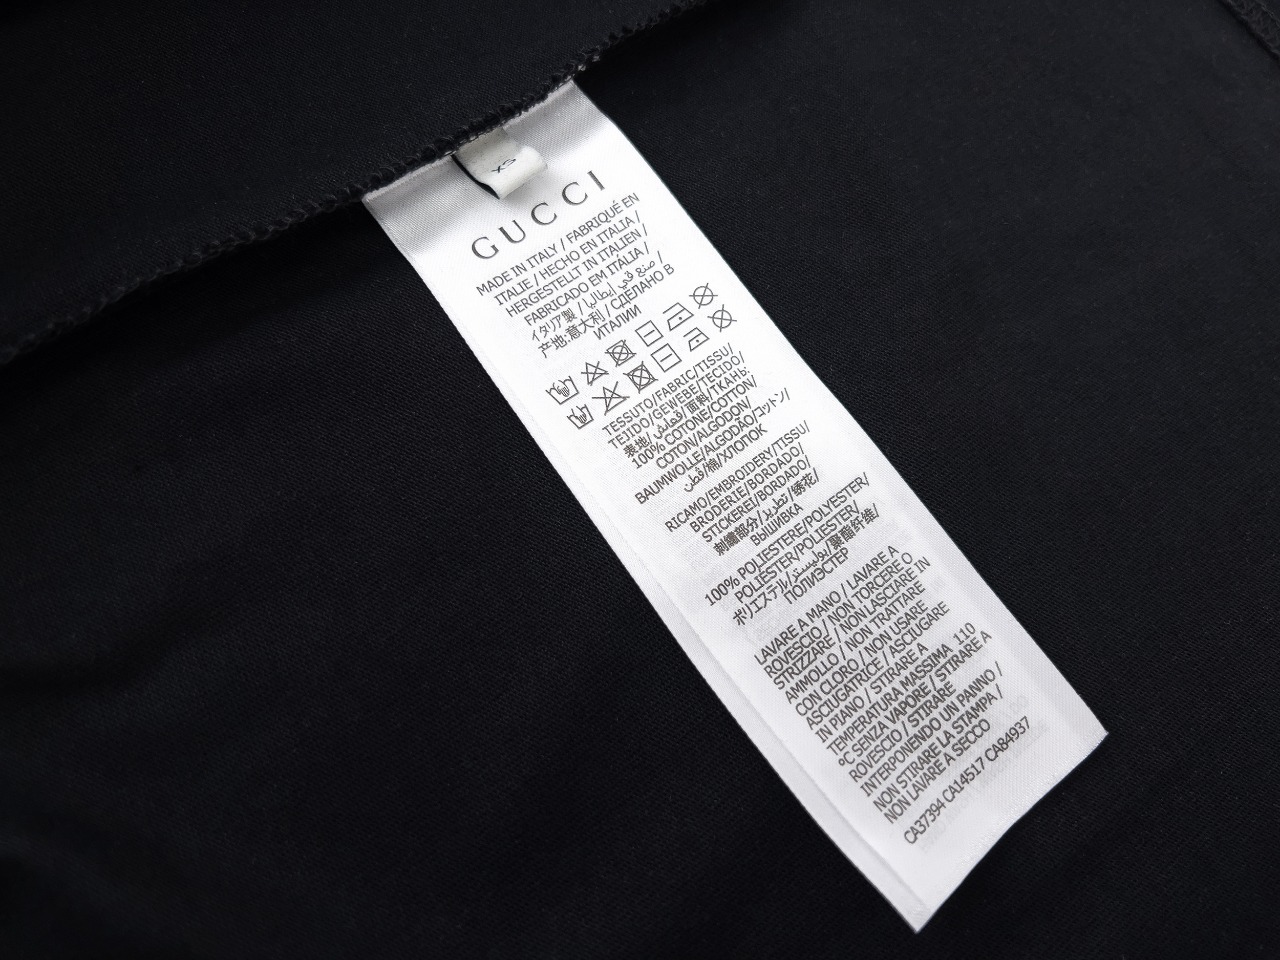 XS
GUCCI
MADE IN ITALY / FABRIQUÉ EN
ITALIE / HECHO EN ITALIA /
HERGESTELLT IN ITALIEN /
FABRICADO EM ITÁLIA /
イタリア製 / صنع في إيطاليا /
产地:意大利 / СДЕЛАНО В
ИТАЛИИ
TESSUTO/FABRIC/TISSU/
TEJIDO/GEWEBE/TECIDO/
表地/قماش/面料/ТКАНЬ:
100% COTONE/COTTON/
COTON/ALGODON/
BAUMWOLLE/ALGODÃO/コットン/
قطن/棉/ХЛОПОК
RICAMO/EMBROIDERY/TISSU/
BRODERIE/BORDADO/
STICKEREI/BORDADO/
刺繍部分/تطريز/绣花/
ВЫШИВКА
100% POLIESTERE/POLYESTER/
POLIESTER/POLIESTER/
ポリエステル/بوليستر/聚酯纤维/
ПОЛИЭСТЕР
LAVARE A MANO / LAVARE A
ROVESCIO / NON TORCERE O
STRIZZARE / NON LASCIARE IN
AMMOLLO / NON TRATTARE
CON CLORO / NON USARE
ASCIUGATRICE / ASCIUGARE
IN PIANO / STIRARE A
TEMPERATURA MASSIMA 110
°C SENZA VAPORE / STIRARE A
ROVESCIO / STIRARE
INTERPONENDO UN PANNO /
NON STIRARE LA STAMPA /
NON LAVARE A SECCO
CA37394 CA14517 CA84937